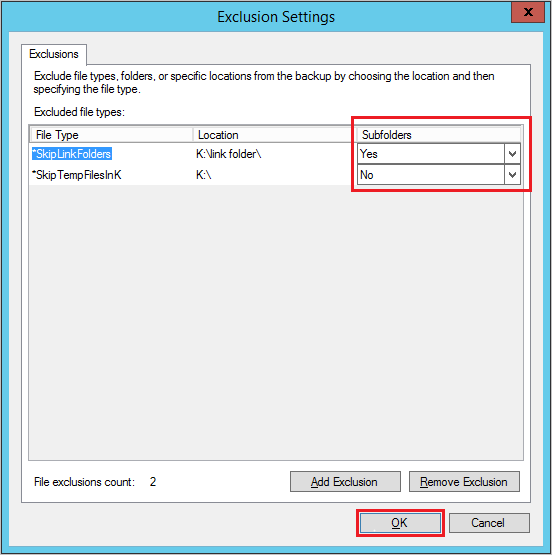 Exclusion Settings
x
Exclusions
Exclude file types, folders, or specific locations from the backup by choosing the location and then
specifying the file type.
Excluded file types:
File Type Location Subfolders
*SkipLinkFolders K:\link folder\ Yes
*SkipTempFilesInK K:\ No
File exclusions count: 2 Add Exclusion Remove Exclusion
OK Cancel